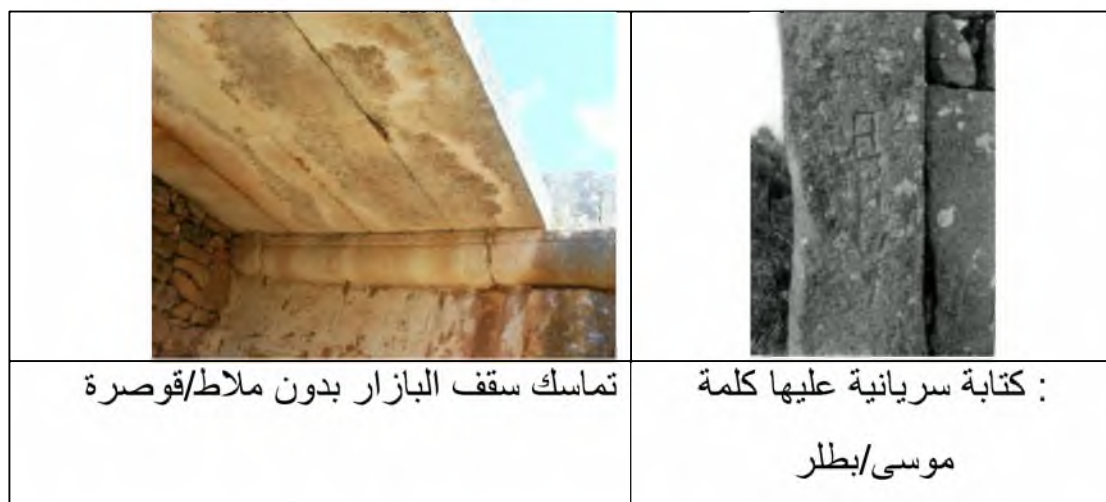 : كتابة سريانية عليها كلمة
موسى/بطلر
تماسك سقف البازار بدون ملاط/قوصرة